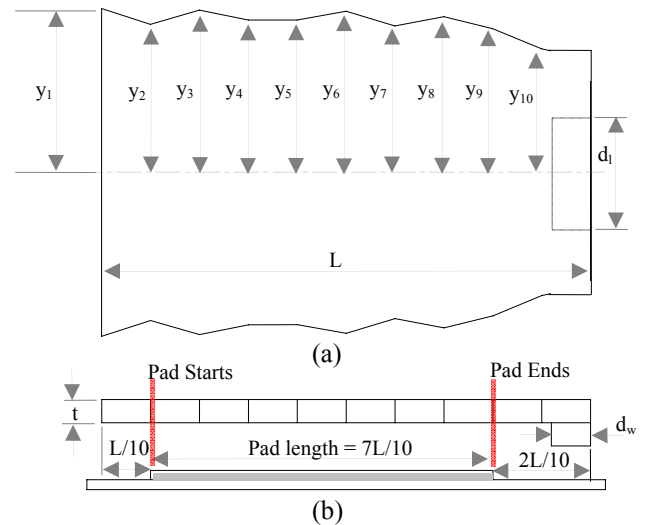 y₁
y₂
y₃
y₄
y₅
y₆
y₇
y₈
y₉
y₁₀
dₗ
L
(a)
Pad Starts
Pad Ends
t
d_w
L/10
Pad length = 7L/10
2L/10
(b)